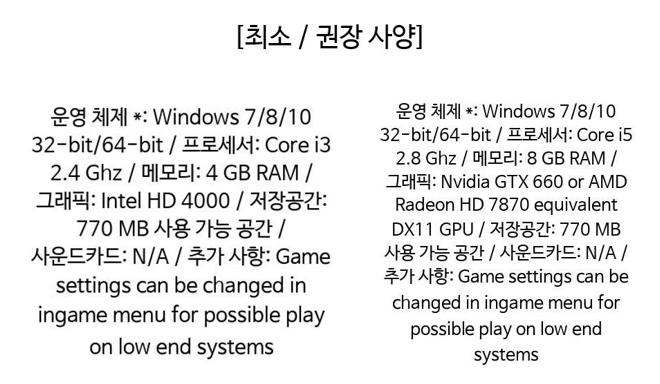 [최소 / 권장 사양]
운영 체제 *: Windows 7/8/10
32-bit/64-bit / 프로세서: Core i3
2.4 Ghz / 메모리: 4 GB RAM /
그래픽: Intel HD 4000 / 저장공간:
770 MB 사용 가능 공간 /
사운드카드: N/A / 추가 사항: Game
settings can be changed in
ingame menu for possible play
on low end systems
운영 체제 *: Windows 7/8/10
32-bit/64-bit / 프로세서: Core i5
2.8 Ghz / 메모리: 8 GB RAM /
그래픽: Nvidia GTX 660 or AMD
Radeon HD 7870 equivalent
DX11 GPU / 저장공간: 770 MB
사용 가능 공간 / 사운드카드: N/A /
추가 사항: Game settings can be
changed in ingame menu for
possible play on low end
systems